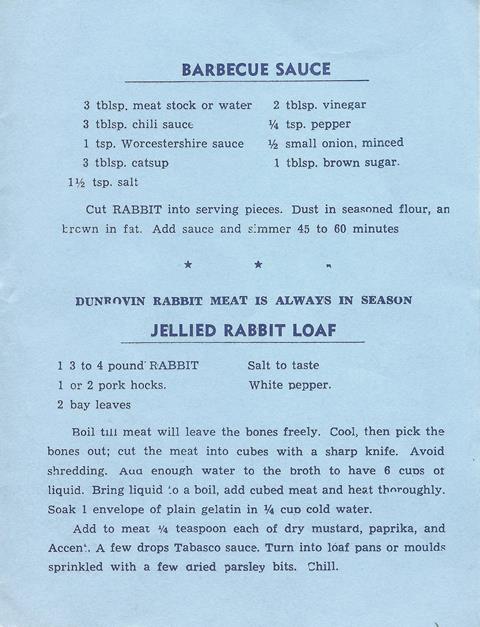 BARBECUE SAUCE
3 tblsp. meat stock or water 2 tblsp. vinegar
3 tblsp. chili sauce ¼ tsp. pepper
1 tsp. Worcestershire sauce ½ small onion, minced
3 tblsp. catsup 1 tblsp. brown sugar.
1½ tsp. salt
Cut RABBIT into serving pieces. Dust in seasoned flour, an
brown in fat. Add sauce and simmer 45 to 60 minutes
★ ★ ★
DUNROVIN RABBIT MEAT IS ALWAYS IN SEASON
JELLIED RABBIT LOAF
1 3 to 4 pound RABBIT Salt to taste
1 or 2 pork hocks. White pepper.
2 bay leaves
Boil till meat will leave the bones freely. Cool, then pick the
bones out; cut the meat into cubes with a sharp knife. Avoid
shredding. Add enough water to the broth to have 6 cups of
liquid. Bring liquid to a boil, add cubed meat and heat thoroughly.
Soak 1 envelope of plain gelatin in ¼ cup cold water.
Add to meat ¼ teaspoon each of dry mustard, paprika, and
Accent. A few drops Tabasco sauce. Turn into loaf pans or moulds
sprinkled with a few dried parsley bits. Chill.